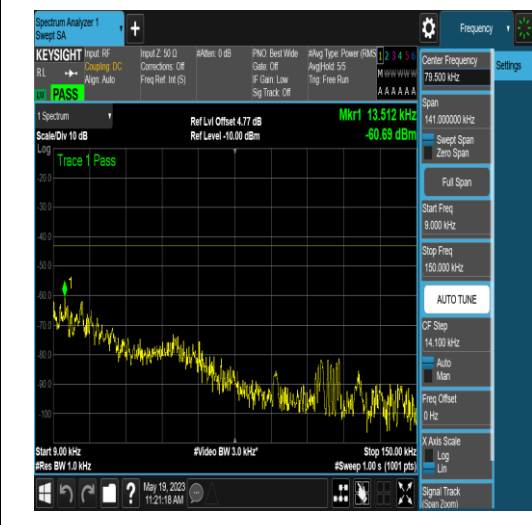 Spectrum Analyzer 1
Swept SA
Frequency
KEYSIGHT
RL
Input: RF
Coupling: DC
Align: Auto
Input Z: 50 Ω
Corrections: Off
Freq Ref: Int (S)
#Atten: 0 dB
PNO: Best Wide
Gate: Off
IF Gain: Low
Sig Track: Off
#Avg Type: Power (RMS
Avg|Hold: 5/5
Trig: Free Run
1 2 3 4 5 6
M W W W W W
A A A A A A
PASS
1 Spectrum
Scale/Div 10 dB
Ref Lvl Offset 4.77 dB
Ref Level -10.00 dBm
Mkr1 13.512 kHz
-60.69 dBm
Log
Trace 1 Pass
1
-20.0
-30.0
-40.0
-50.0
-60.0
-70.0
-80.0
-90.0
-100
Start 9.00 kHz
#Res BW 1.0 kHz
#Video BW 3.0 kHz*
Stop 150.00 kHz
#Sweep 1.00 s (1001 pts)
May 19, 2023
11:21:18 AM
?
Settings
Center Frequency
79.500 kHz
Span
141.000000 kHz
Swept Span
Zero Span
Full Span
Start Freq
9.000 kHz
Stop Freq
150.000 kHz
AUTO TUNE
CF Step
14.100 kHz
Auto
Man
Freq Offset
0 Hz
X Axis Scale
Log
Lin
Signal Track
(Span Zoom)